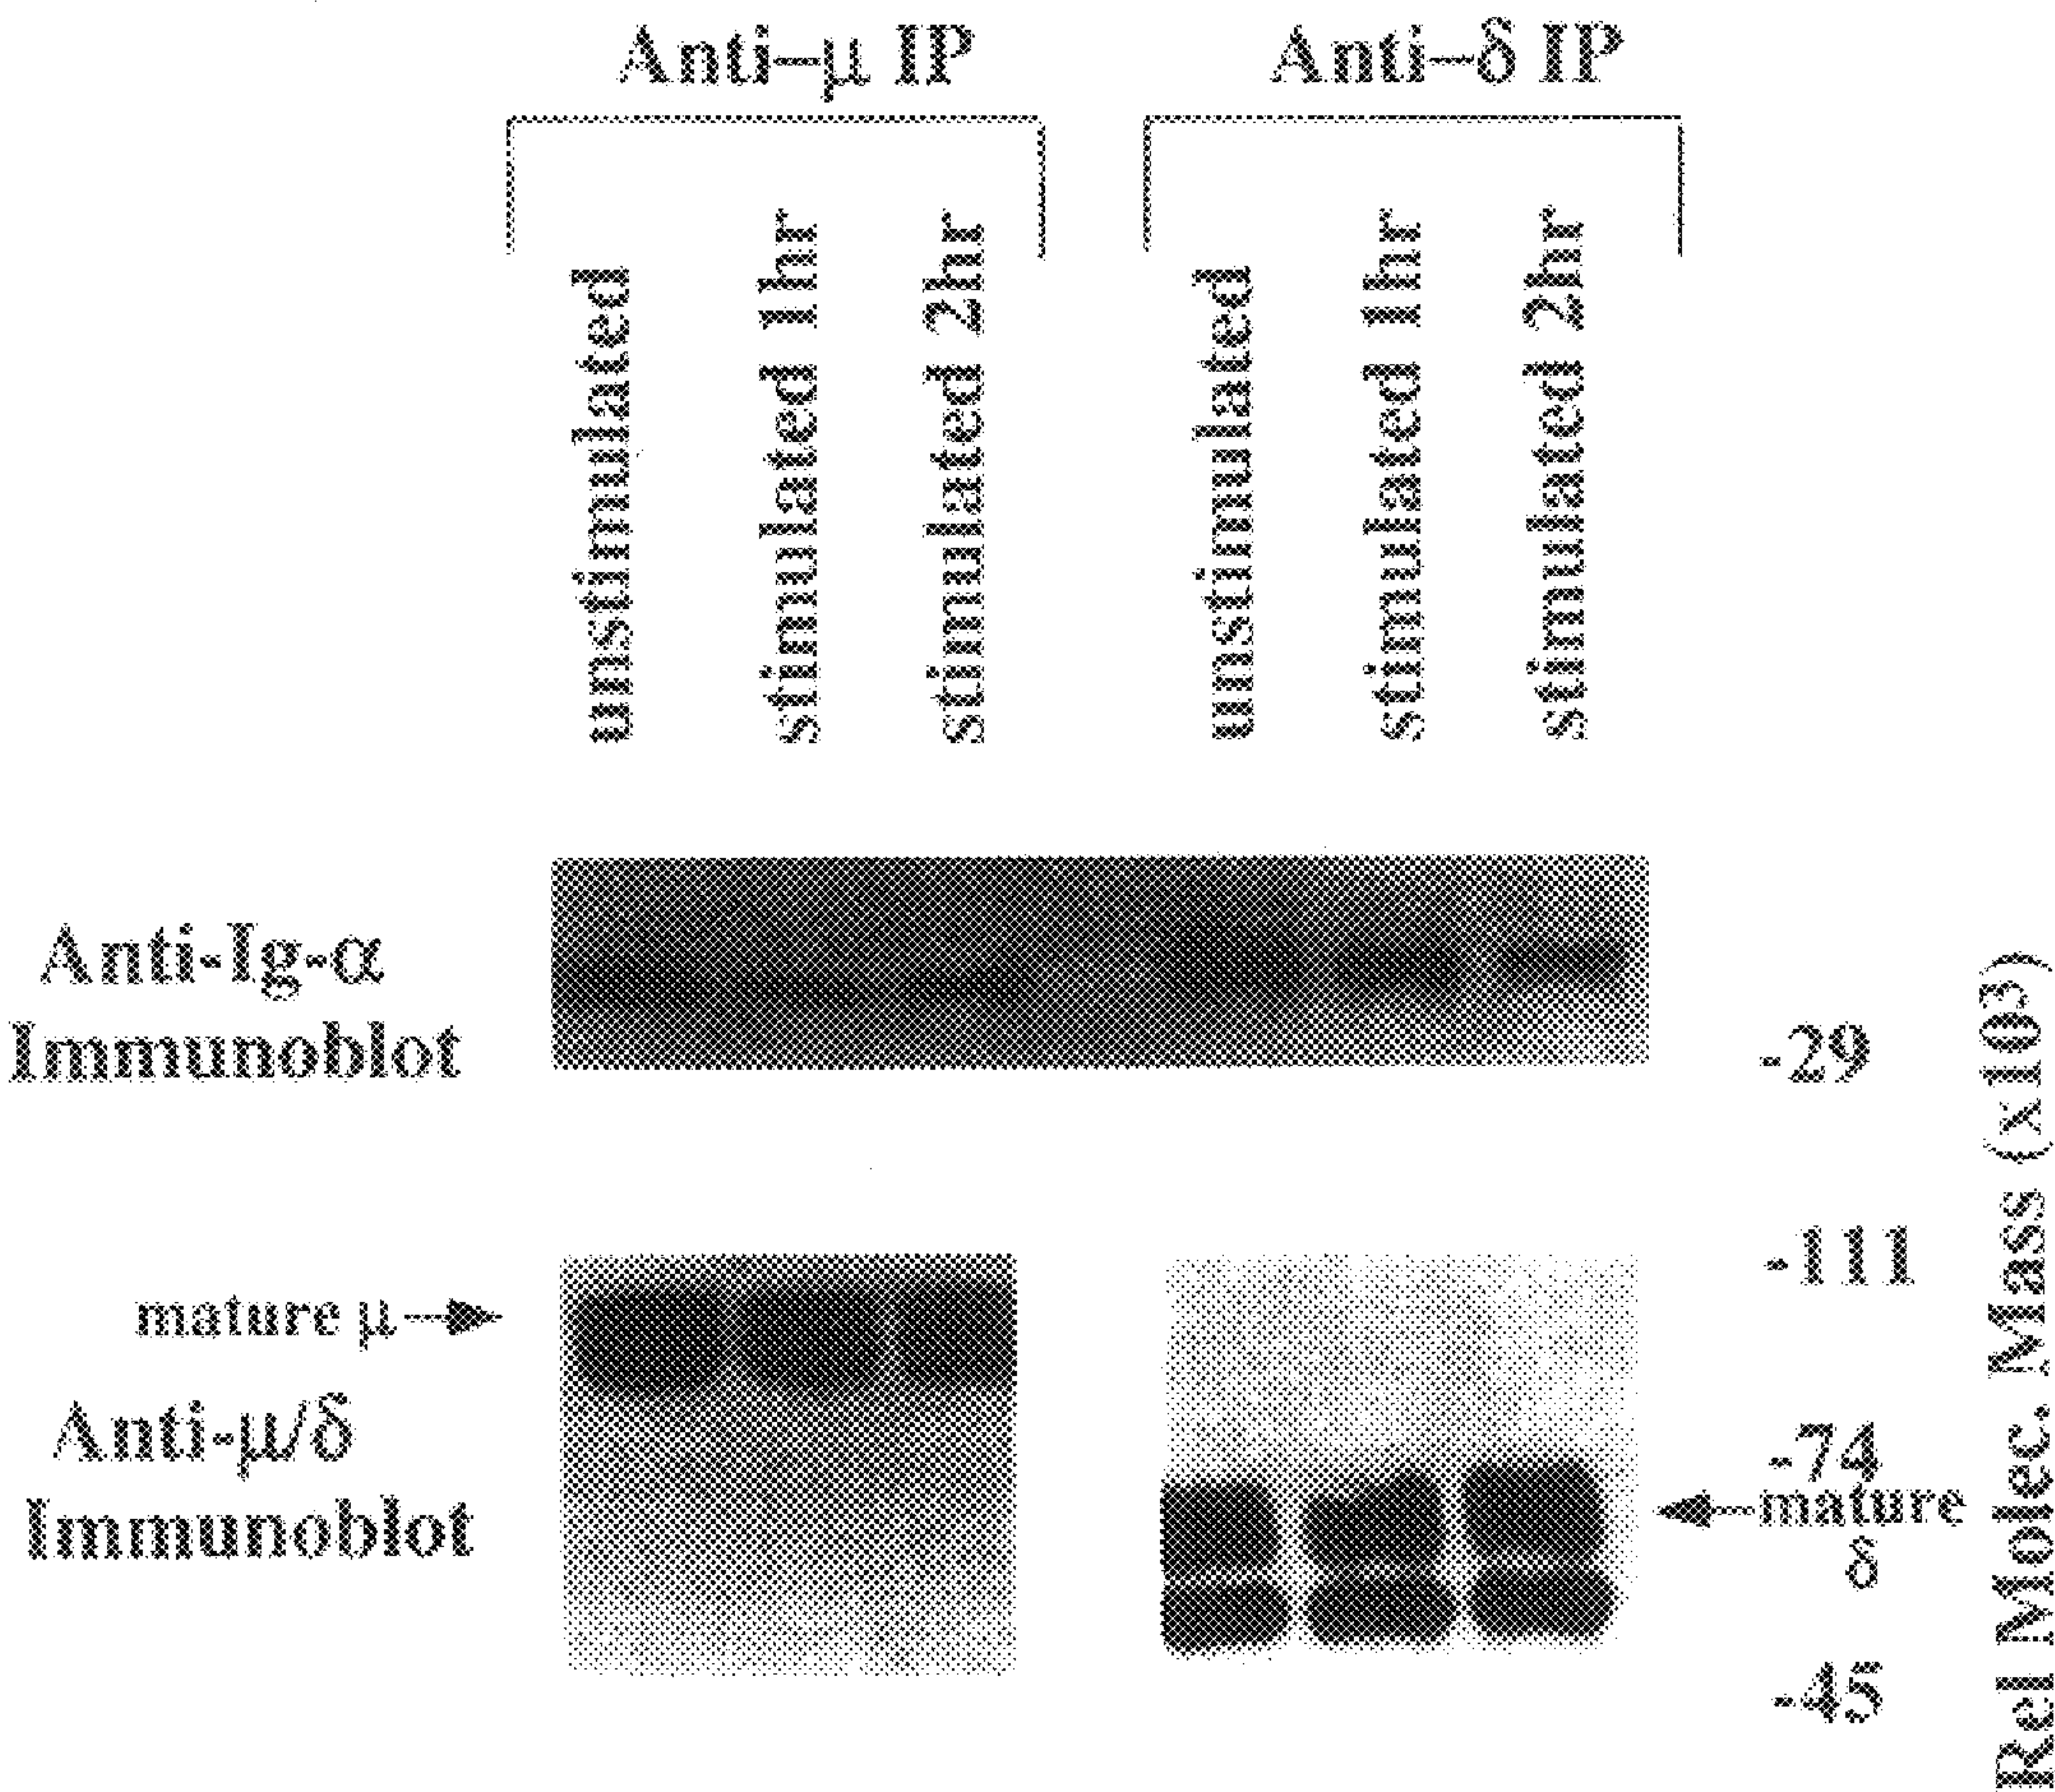 Anti–μ IP
Anti–δ IP
unstimulated
stimulated 1hr
stimulated 2hr
unstimulated
stimulated 1hr
stimulated 2hr
Anti-Ig-α
Immunoblot
-29
-111
mature μ
Anti-μ/δ
Immunoblot
-74
mature
δ
-45
Rel Molec. Mass (x10³)